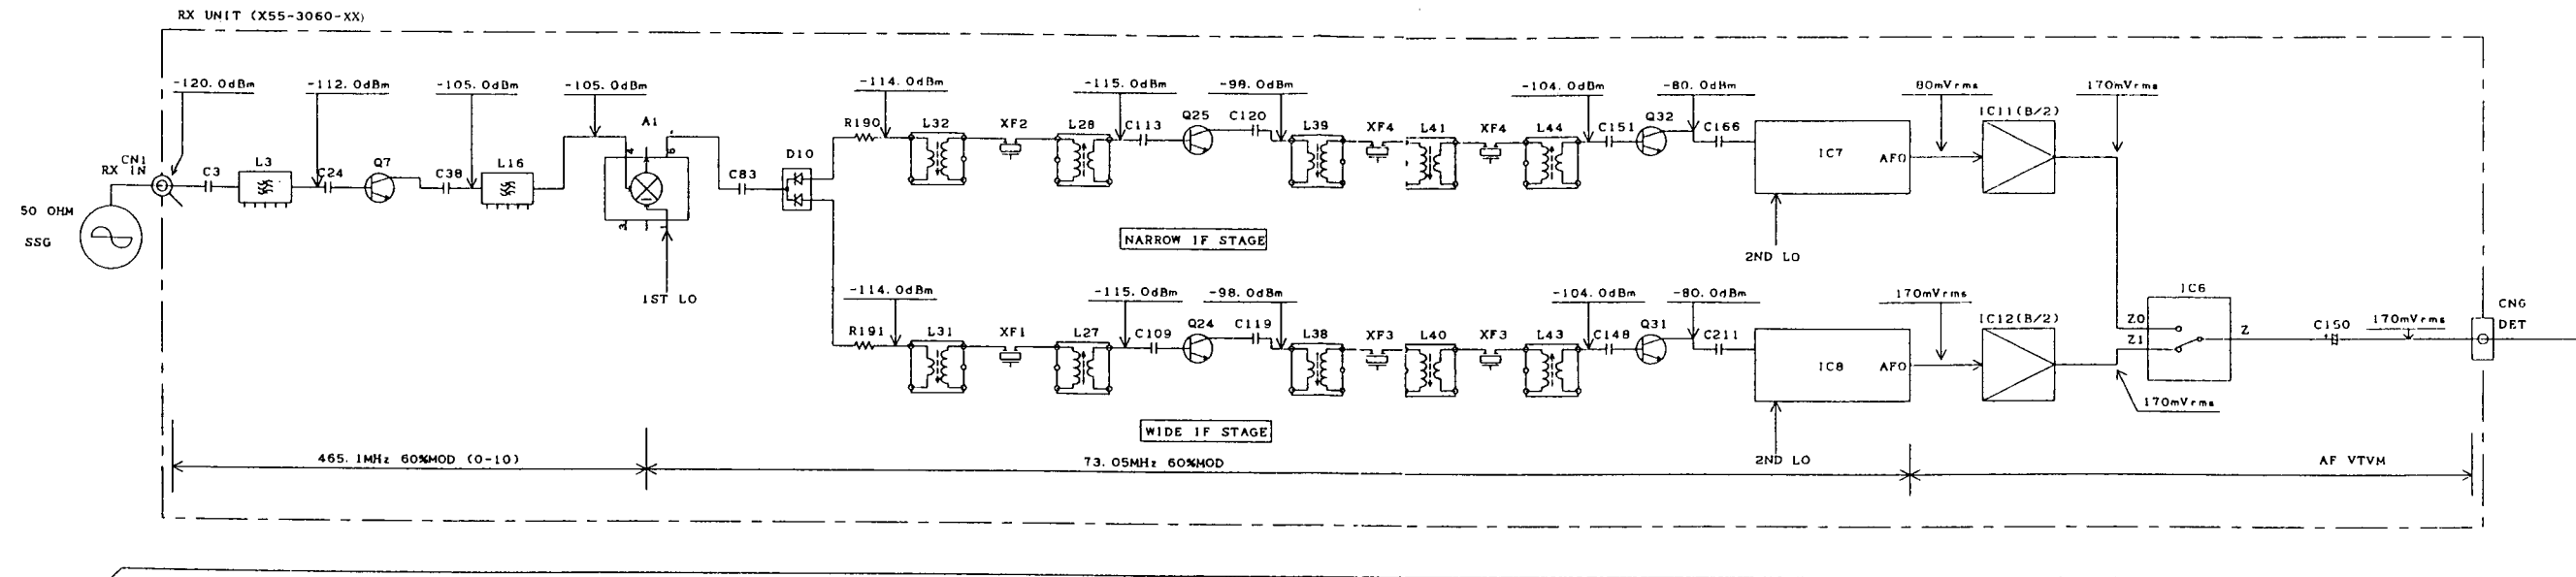 RX UNIT (X55-3060-XX)
-120.0dBm
-112.0dBm
-105.0dBm
-105.0dBm
-114.0dBm
-115.0dBm
-98.0dBm
-104.0dBm
-80.0dBm
80mVrms
170mVrms
A1
R190
L32
XF2
L28
C113
Q25
C120
L39
XF4
L41
XF4
L44
C151
Q32
C166
IC11(B/2)
4
6
CN1
RX IN
C3
L3
C24
Q7
C38
L16
C83
D10
IC7
AFO
50 OHM
SSG
3
1
NARROW IF STAGE
2ND LO
1ST LO
-114.0dBm
-115.0dBm
-98.0dBm
-104.0dBm
-80.0dBm
170mVrms
IC6
R191
L31
XF1
L27
C109
Q24
C119
L38
XF3
L40
XF3
L43
C148
Q31
C211
IC12(B/2)
Z0
Z1
Z
C150
170mVrms
CN6
DET
IC8
AFO
170mVrms
WIDE IF STAGE
2ND LO
465.1MHz 60%MOD (0-10)
73.05MHz 60%MOD
AF VTVM